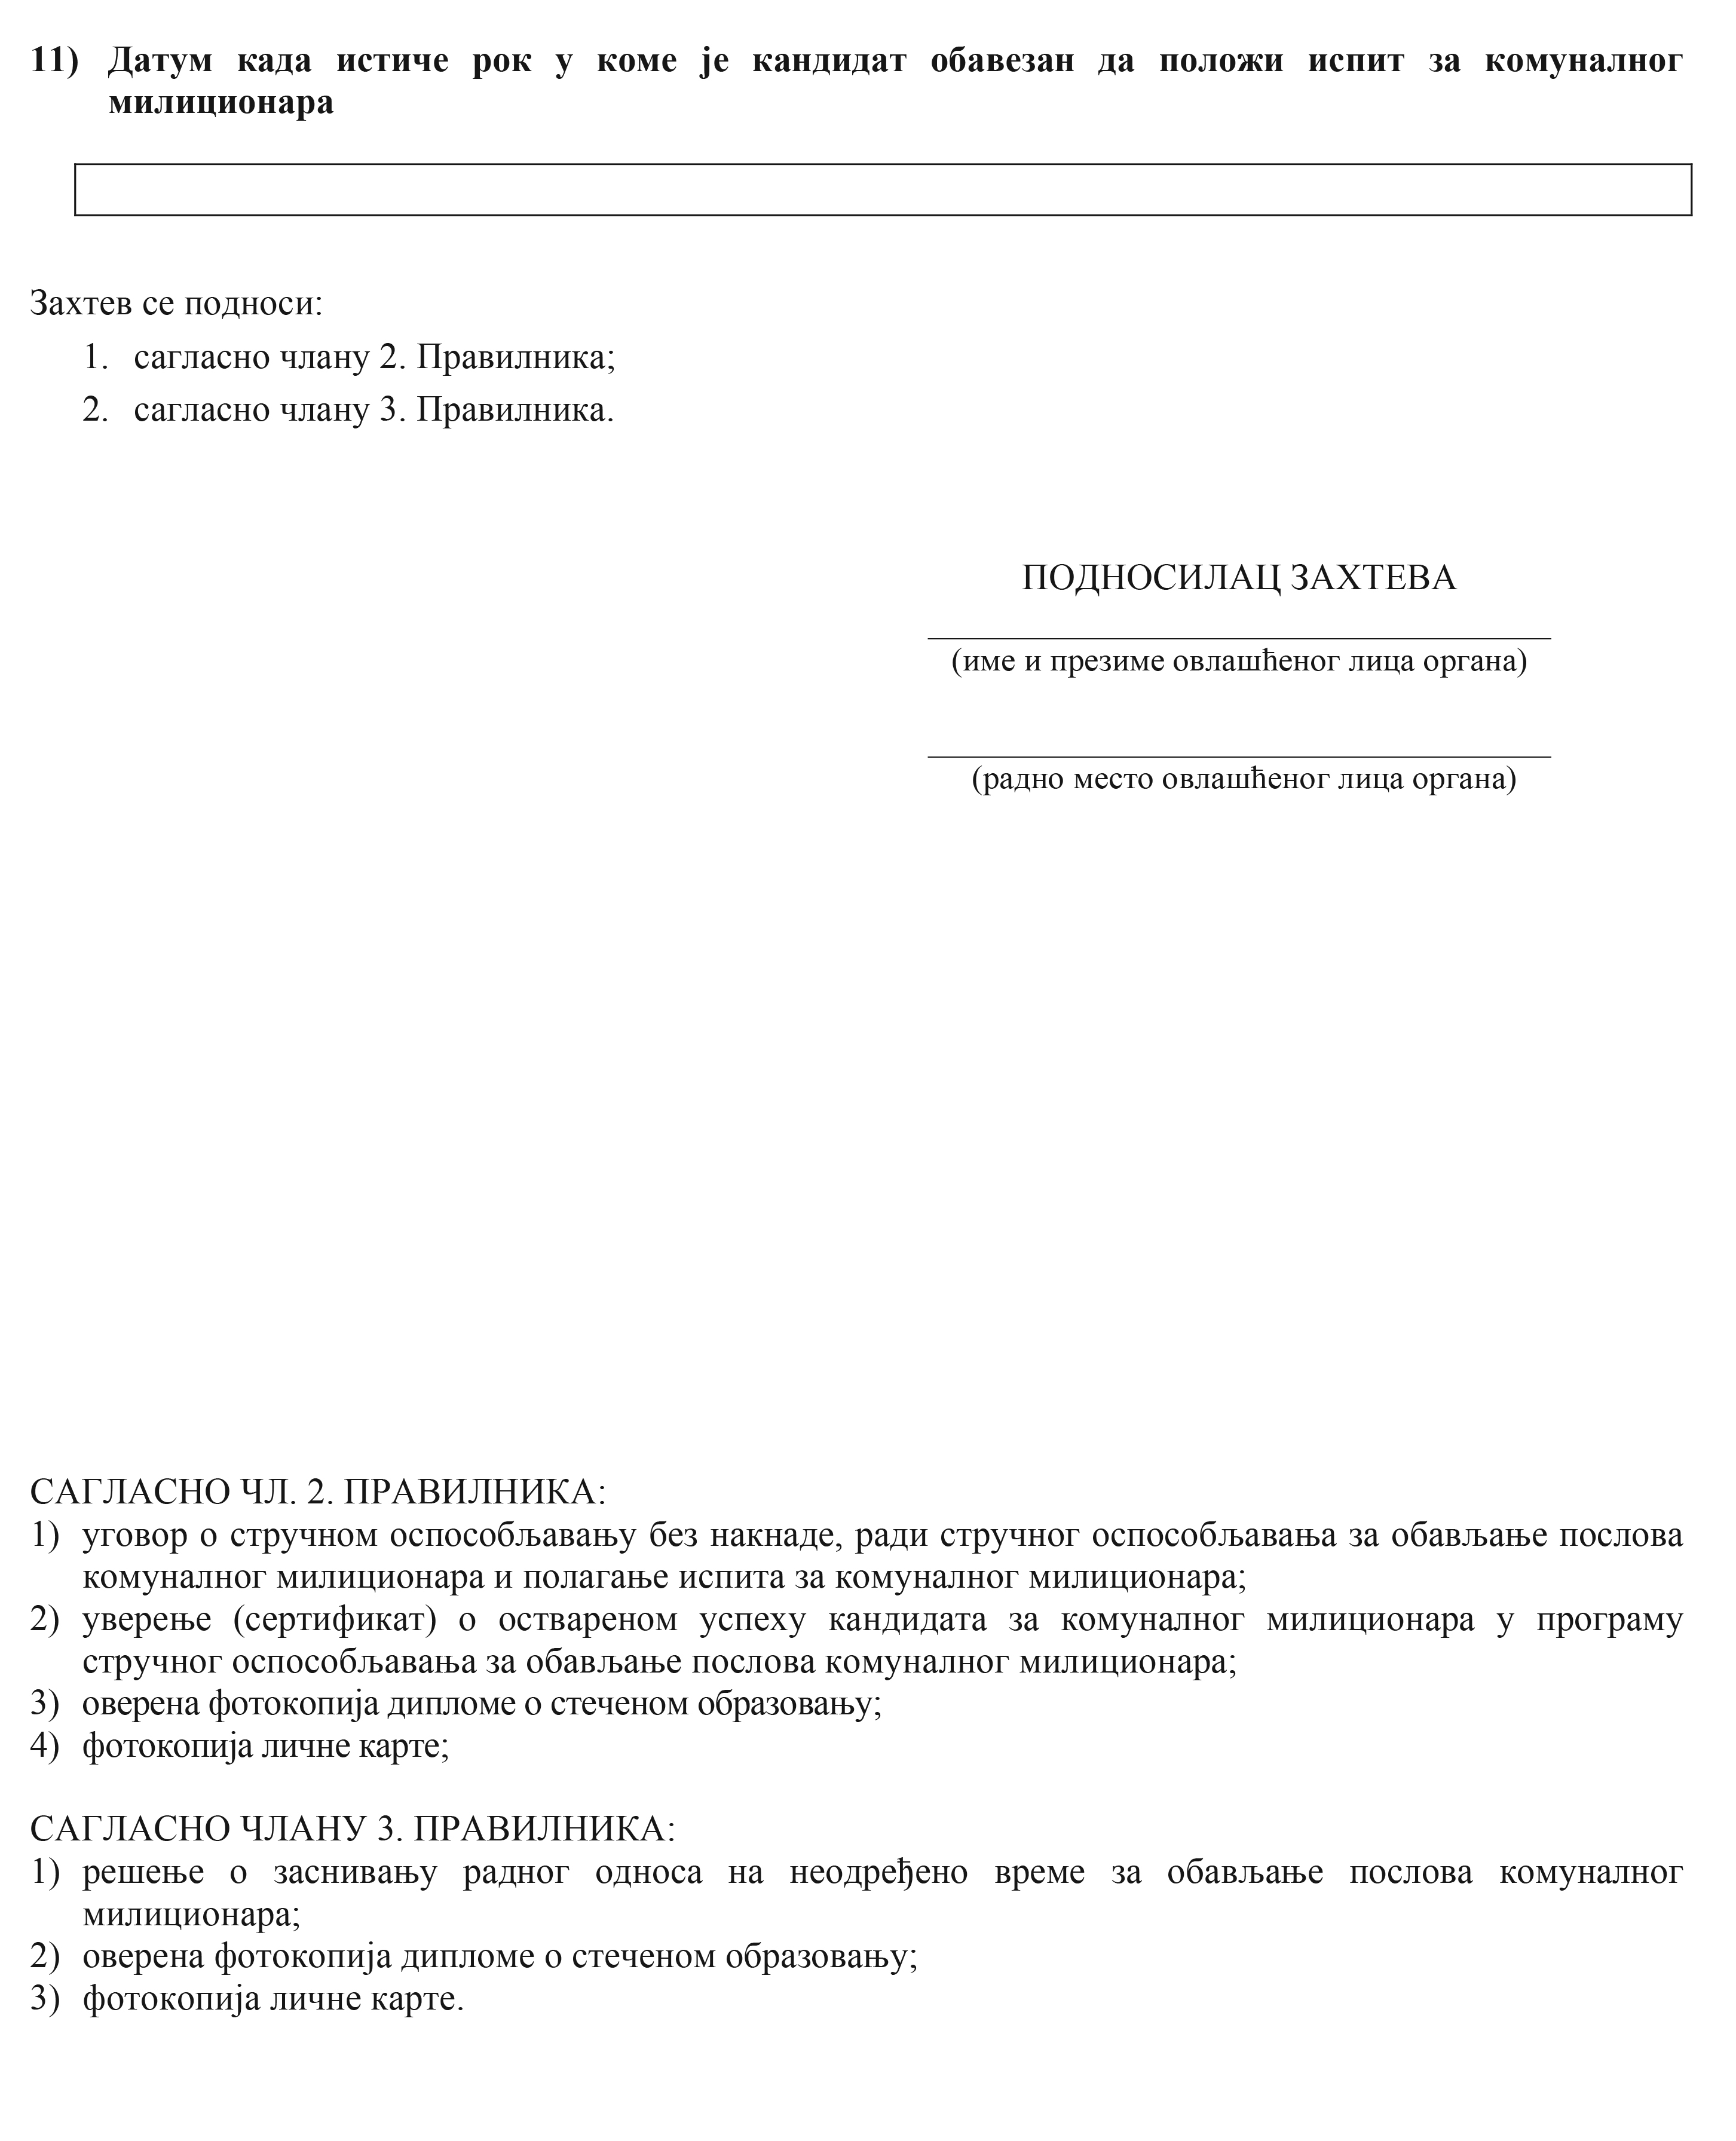 11) Датум када истиче рок у коме је кандидат обавезан да положи испит за комуналног
милиционара
Захтев се подноси:
1. сагласно члану 2. Правилника;
2. сагласно члану 3. Правилника.
ПОДНОСИЛАЦ ЗАХТЕВА
(име и презиме овлашћеног лица органа)
(радно место овлашћеног лица органа)
САГЛАСНО ЧЛ. 2. ПРАВИЛНИКА:
1) уговор о стручном оспособљавању без накнаде, ради стручног оспособљавања за обављање послова
комуналног милиционара и полагање испита за комуналног милиционара;
2) уверење (сертификат) о оствареном успеху кандидата за комуналног милиционара у програму
стручног оспособљавања за обављање послова комуналног милиционара;
3) оверена фотокопија дипломе о стеченом образовању;
4) фотокопија личне карте;
САГЛАСНО ЧЛАНУ 3. ПРАВИЛНИКА:
1) решење о заснивању радног односа на неодређено време за обављање послова комуналног
милиционара;
2) оверена фотокопија дипломе о стеченом образовању;
3) фотокопија личне карте.